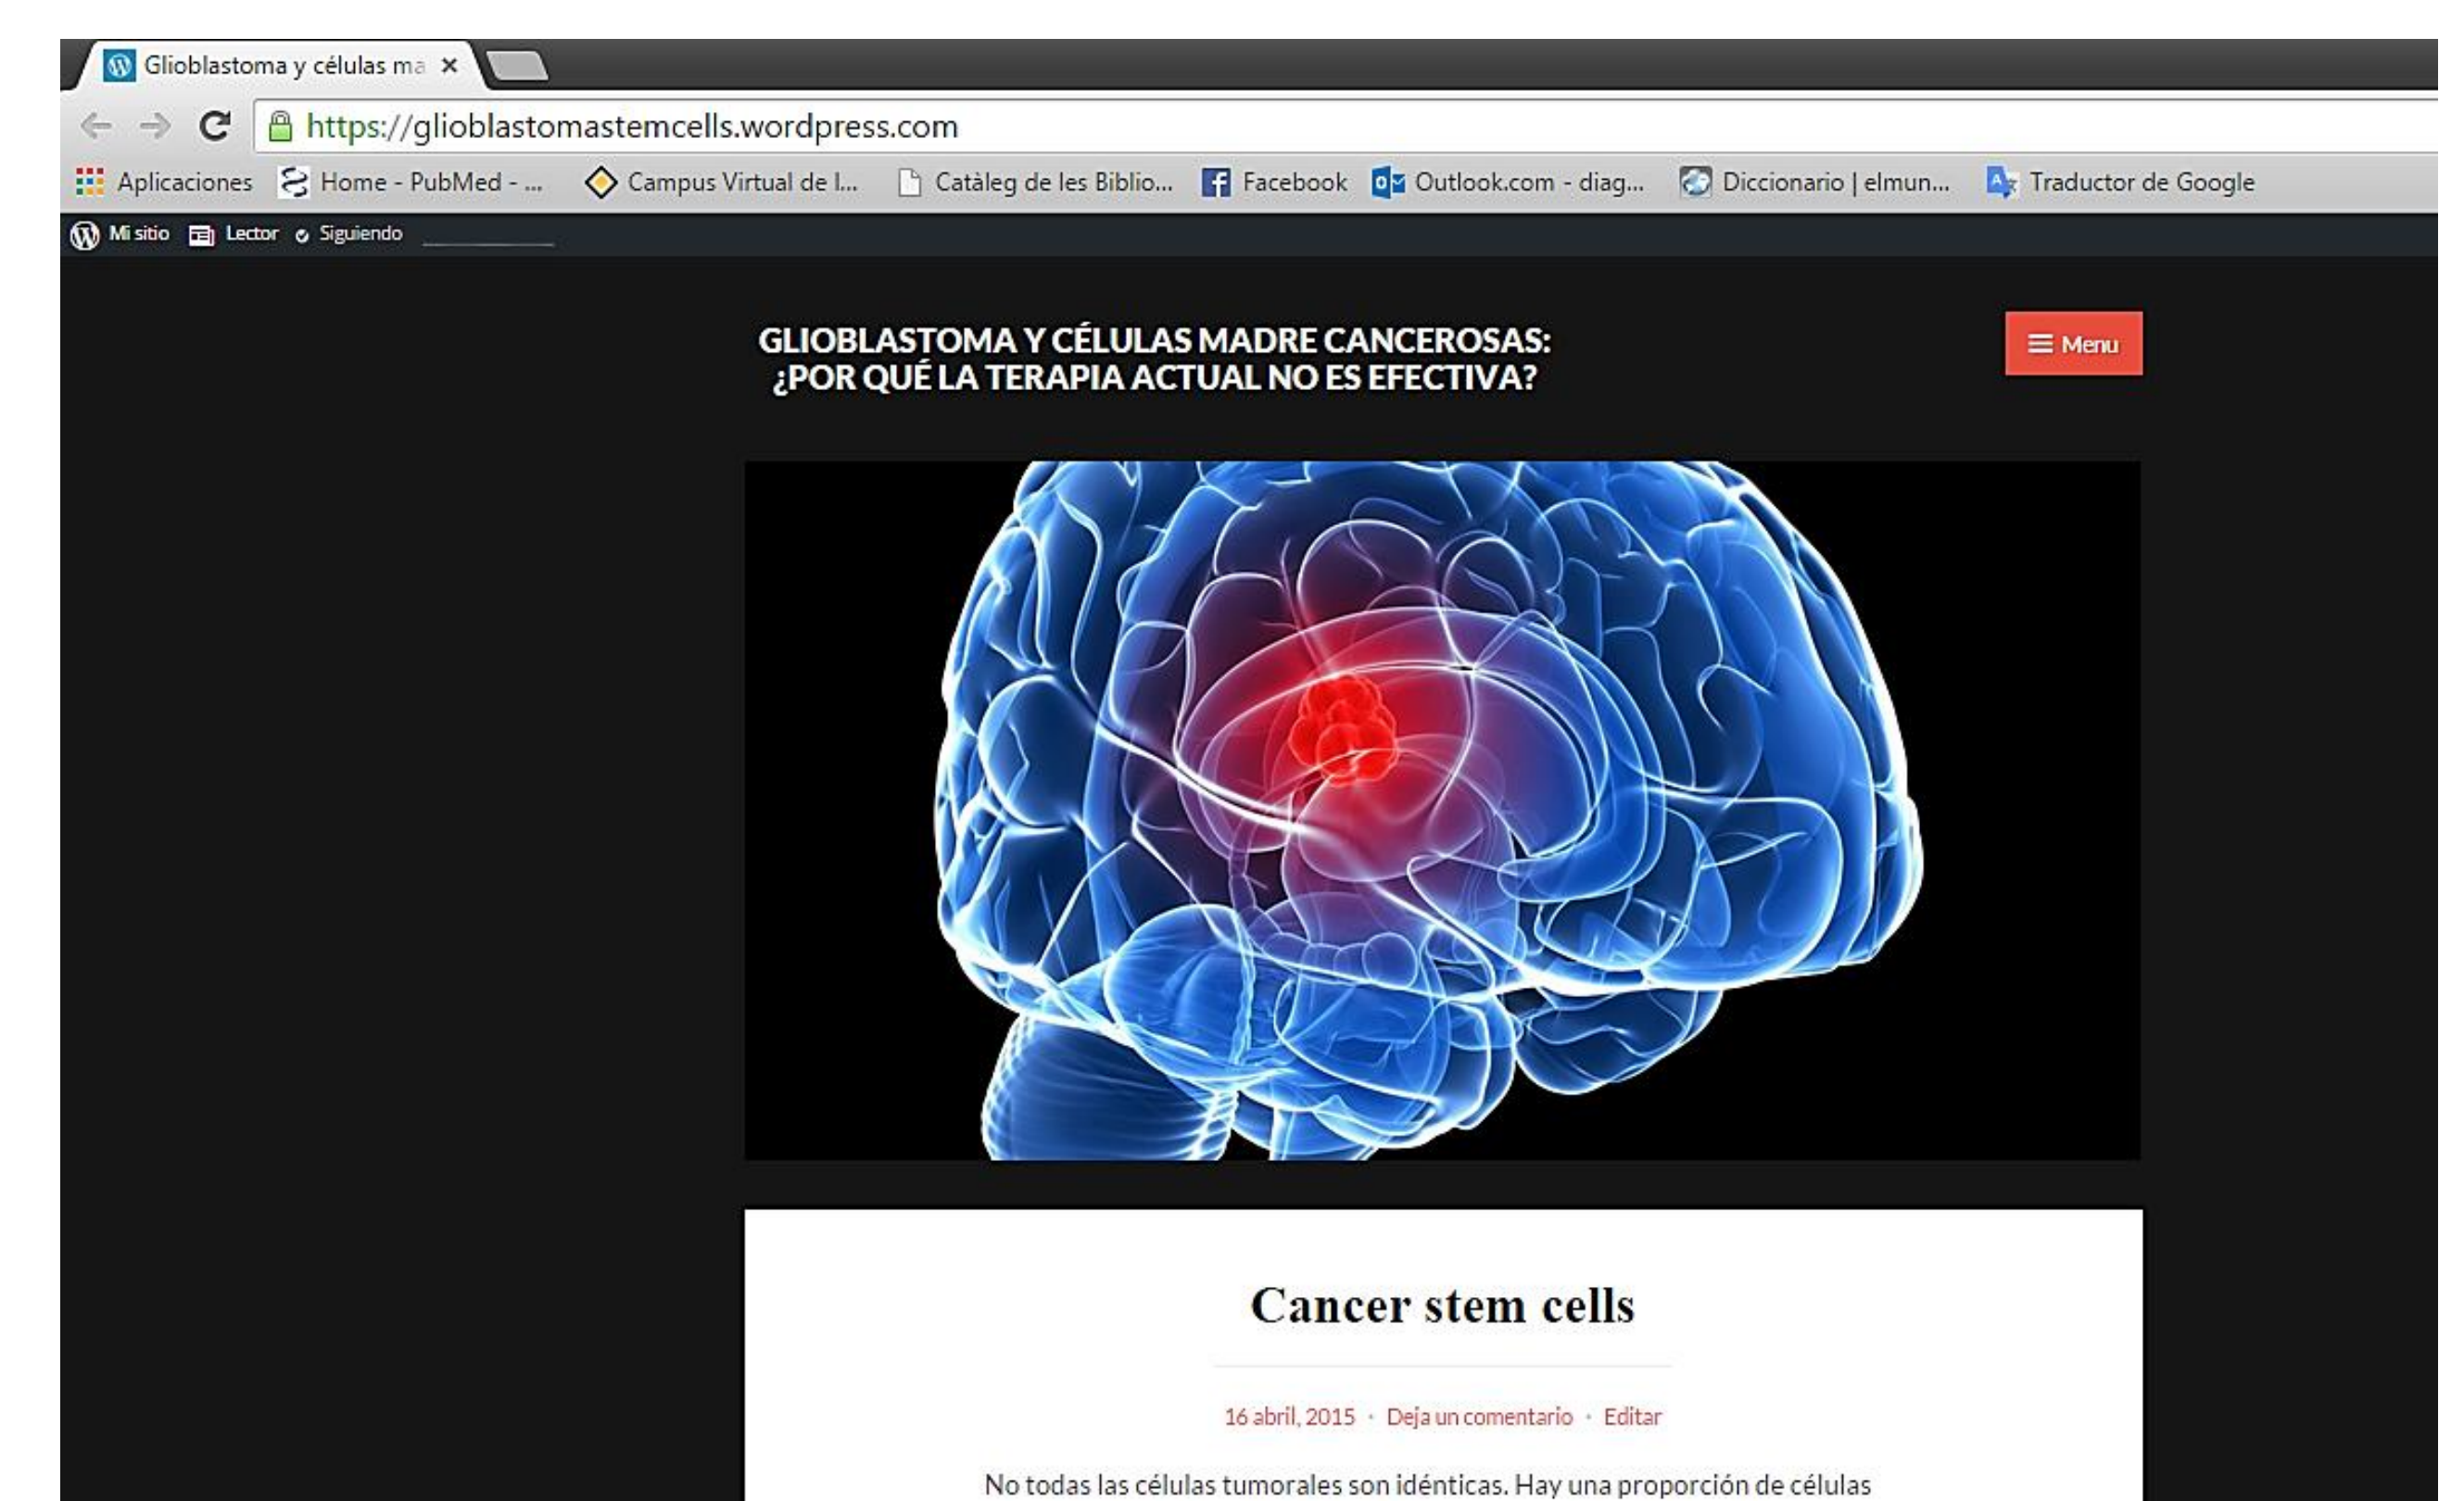 Glioblastoma y células ma
https://glioblastomastemcells.wordpress.com
Aplicaciones Home - PubMed - ... Campus Virtual de l... Catàleg de les Biblio... Facebook Outlook.com - diag... Diccionario | elmun... Traductor de Google
Mi sitio Lector Siguiendo
GLIOBLASTOMA Y CÉLULAS MADRE CANCEROSAS:
¿POR QUÉ LA TERAPIA ACTUAL NO ES EFECTIVA?
Menu
Cancer stem cells
16 abril, 2015 · Deja un comentario · Editar
No todas las células tumorales son idénticas. Hay una proporción de células